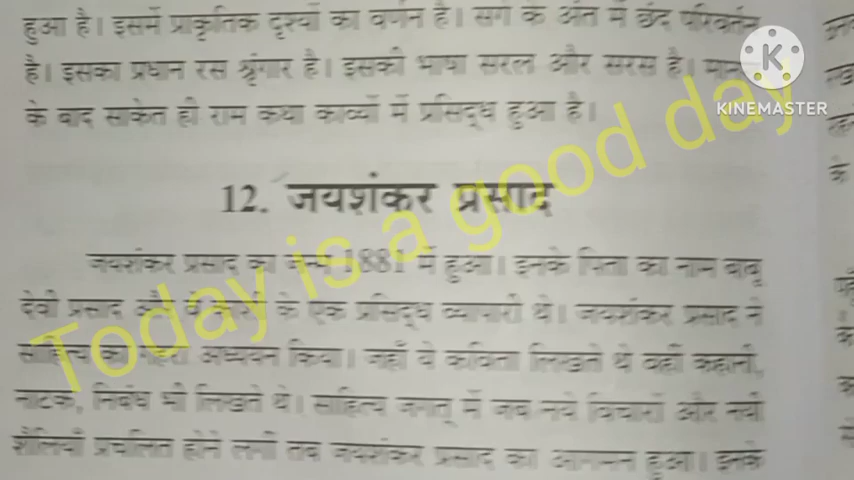 हुआ है। इसमें प्राकृतिक दृश्यों का वर्णन है। सर्ग के अंत में छंद परिवर्तन
है। इसका प्रधान रस श्रृंगार है। इसकी भाषा सरल और सरस है।
के बाद साकेत ही राम कथा काव्यों में प्रसिद्ध हुआ है।
KINEMASTER
Today is a good day
12. जयशंकर प्रसाद
जयशंकर प्रसाद का जन्म 1881 में हुआ। इनके पिता का नाम बाबु
देवी प्रसाद के एक प्रसिद्ध व्यापारी थे। जयशंकर प्रसाद ने
साहित्य का गहरा अध्ययन किया। जहाँ ये कविता लिखते थे वहीं कहानी,
नाटक, निबंध भी लिखते थे। साहित्य जगत् में जब नये विचारों और नयी
शैलियाँ प्रचलित होने लगीं तब जयशंकर प्रसाद का आगमन हुआ। इनके